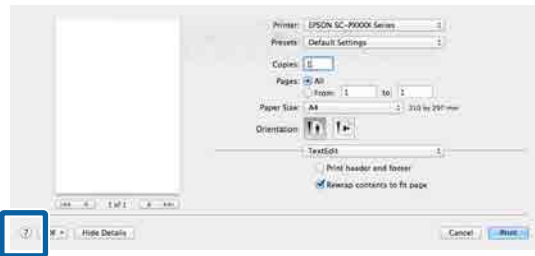 Printer: EPSON SC-PXXXX Series
Presets: Default Settings
Copies: 1
Pages: All
From: 1 to 1
Paper Size: A4 210 by 297 mm
Orientation:
TextEdit
Print header and footer
Rewrap contents to fit page
1 of 1
? Hide Details Cancel Print